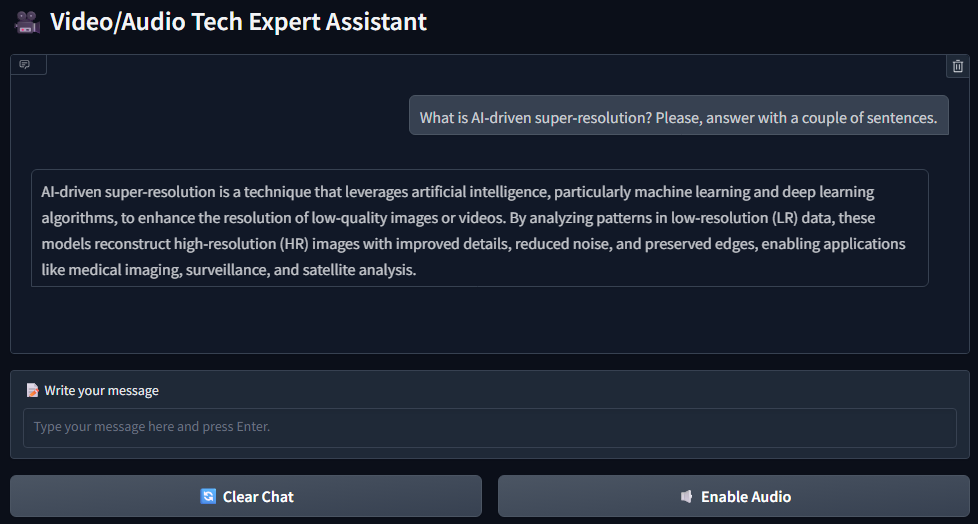 Video/Audio Tech Expert Assistant
What is AI-driven super-resolution? Please, answer with a couple of sentences.
AI-driven super-resolution is a technique that leverages artificial intelligence, particularly machine learning and deep learning
algorithms, to enhance the resolution of low-quality images or videos. By analyzing patterns in low-resolution (LR) data, these
models reconstruct high-resolution (HR) images with improved details, reduced noise, and preserved edges, enabling applications
like medical imaging, surveillance, and satellite analysis.
Write your message
Type your message here and press Enter.
Clear Chat
Enable Audio